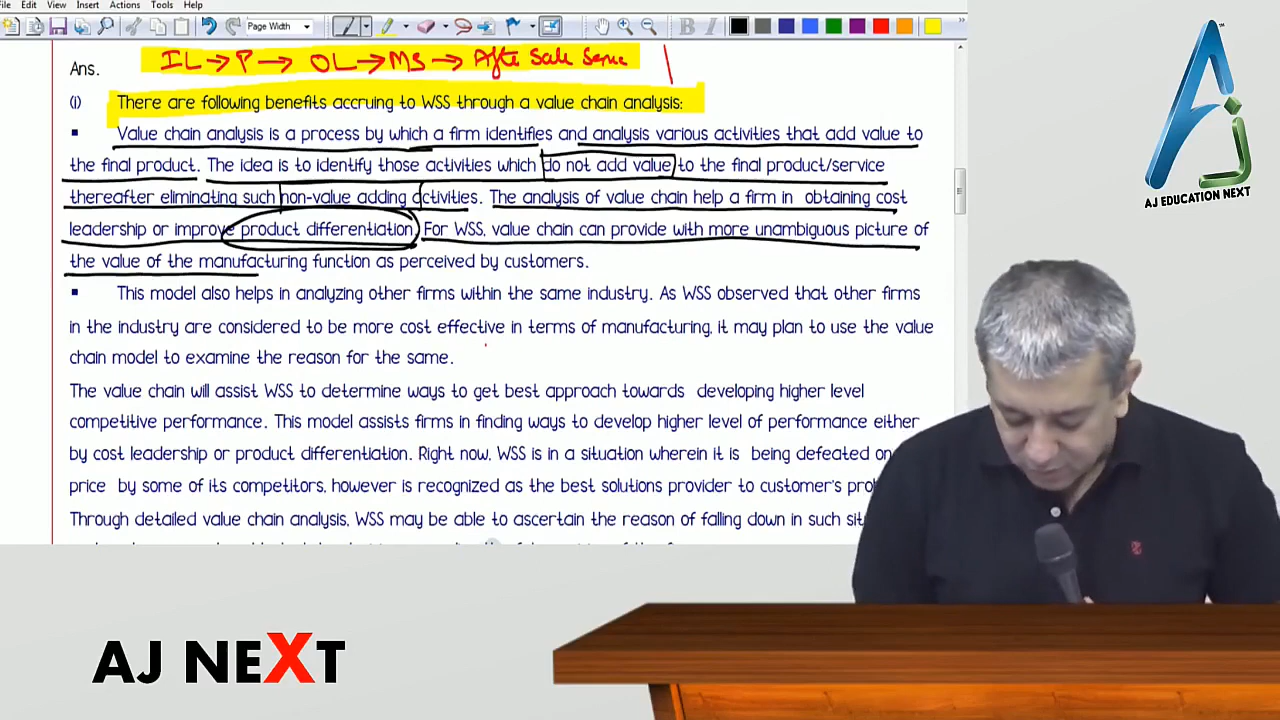 File Edit View Insert Actions Tools Help
Page Width
B I
IL → P → OL → MS → After Sale Servic
Ans.
(i) There are following benefits accruing to WSS through a value chain analysis:
▪ Value chain analysis is a process by which a firm identifies and analysis various activities that add value to
the final product. The idea is to identify those activities which do not add value to the final product/service
thereafter eliminating such non-value adding activities. The analysis of value chain help a firm in obtaining cost
leadership or improve product differentiation. For WSS, value chain can provide with more unambiguous picture of
the value of the manufacturing function as perceived by customers.
▪ This model also helps in analyzing other firms within the same industry. As WSS observed that other firms
in the industry are considered to be more cost effective in terms of manufacturing, it may plan to use the value
chain model to examine the reason for the same.
The value chain will assist WSS to determine ways to get best approach towards developing higher level
competitive performance. This model assists firms in finding ways to develop higher level of performance either
by cost leadership or product differentiation. Right now, WSS is in a situation wherein it is being defeated on
price by some of its competitors, however is recognized as the best solutions provider to customer's
Through detailed value chain analysis, WSS may be able to ascertain the reason of falling down in such
AJ EDUCATION NEXT
AJ NEXT